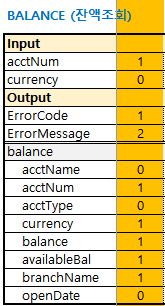 BALANCE (잔액조회)
Input
acctNum 1
currency 0
Output
ErrorCode 1
ErrorMessage 2
balance
acctName 0
acctNum 1
acctType 0
currency 1
balance 1
availableBal 1
branchName 1
openDate 0